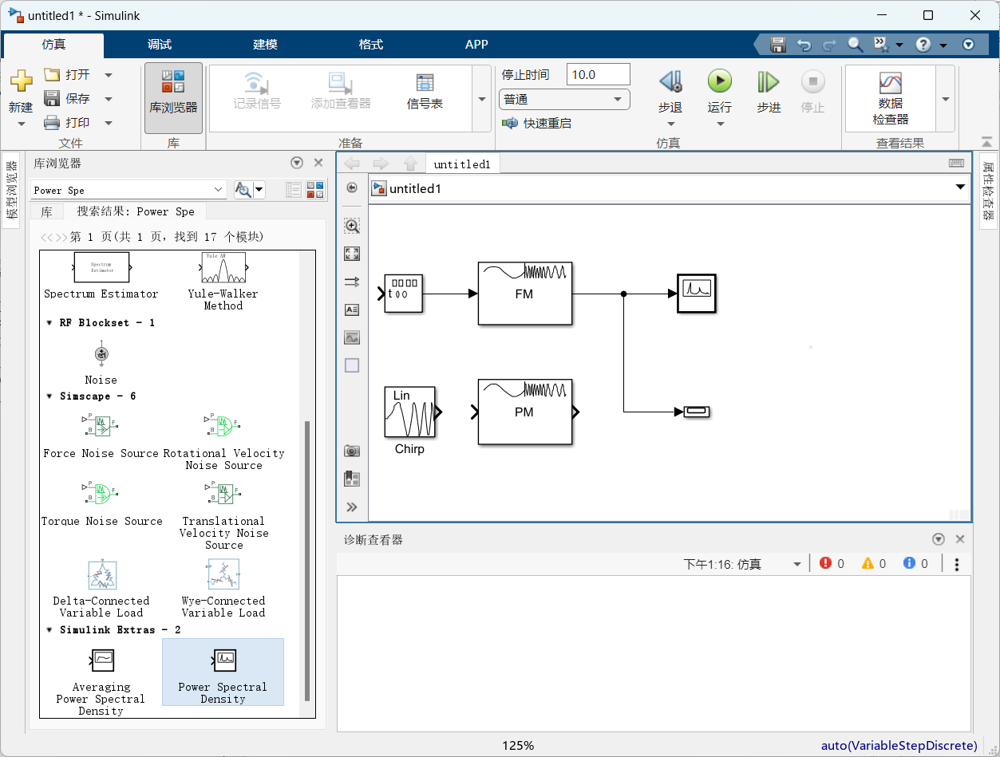 untitled1 * - Simulink
仿真
调试
建模
格式
APP
新建
打开
保存
打印
文件
库浏览器
库
记录信号
添加查看器
信号表
准备
停止时间
10.0
普通
快速重启
步退
运行
步进
停止
仿真
数据
检查器
查看结果
模型浏览器
库浏览器
Power Spe
库
搜索结果: Power Spe
<<>>第 1 页(共 1 页, 找到 17 个模块)
Spectrum
Estimator
Spectrum Estimator
Yule AR
Yule-Walker
Method
RF Blockset - 1
Noise
Simscape - 6
Force Noise Source
Rotational Velocity
Noise Source
Torque Noise Source
Translational
Velocity Noise
Source
Delta-Connected
Variable Load
Wye-Connected
Variable Load
Simulink Extras - 2
Averaging
Power Spectral
Density
Power Spectral
Density
untitled1
untitled1
FM
Lin
Chirp
PM
属性检查器
诊断查看器
下午1:16: 仿真
0
0
0
125%
auto(VariableStepDiscrete)